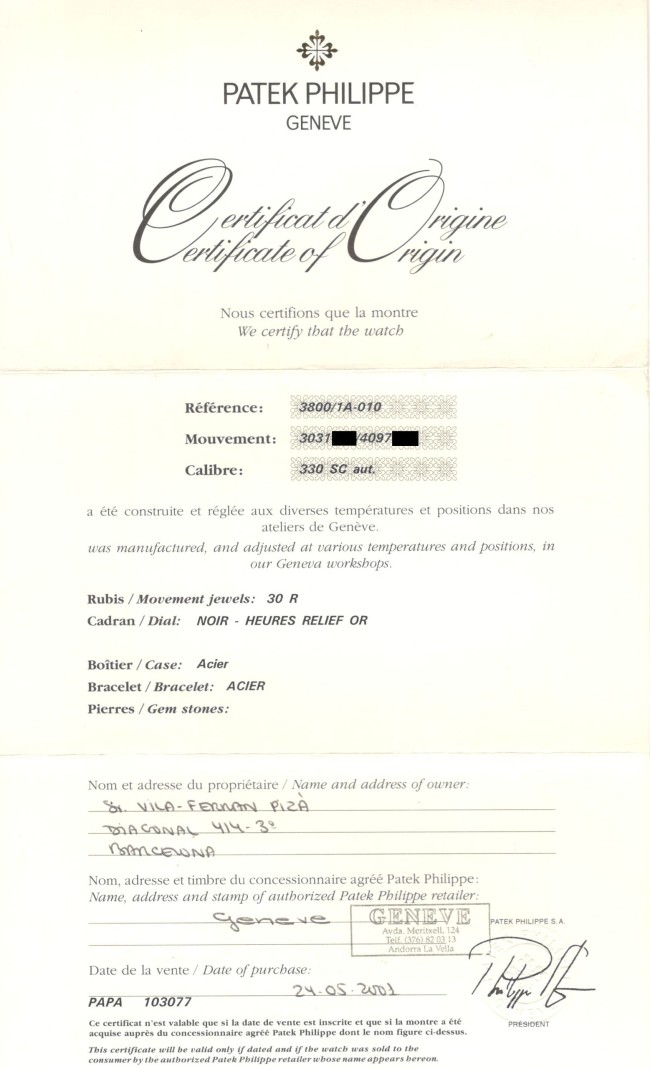 PATEK PHILIPPE
GENEVE
Certificat d'Origine
Certificate of Origin
Nous certifions que la montre
We certify that the watch
Référence: 3800/1A-010
Mouvement: 3031 /4097
Calibre: 330 SC aut.
a été construite et réglée aux diverses températures et positions dans nos
ateliers de Genève.
was manufactured, and adjusted at various temperatures and positions, in
our Geneva workshops.
Rubis / Movement jewels: 30 R
Cadran / Dial: NOIR - HEURES RELIEF OR
Boîtier / Case: Acier
Bracelet / Bracelet: ACIER
Pierres / Gem stones:
Nom et adresse du propriétaire / Name and address of owner:
Sr. VILA-FERRAN PIZÀ
DIAGONAL 414-3º
BARCELONA
Nom, adresse et timbre du concessionnaire agréé Patek Philippe:
Name, address and stamp of authorized Patek Philippe retailer:
Geneve
GENEVE
Avda. Meritxell, 124
Telf. (376) 82 03 13
Andorra La Vella
PATEK PHILIPPE S.A.
Date de la vente / Date of purchase:
24-05-2001
PAPA 103077
PRÉSIDENT
Ce certificat n'est valable que si la date de vente est inscrite et que si la montre a été
acquise auprès du concessionnaire agréé Patek Philippe dont le nom figure ci-dessus.
This certificate will be valid only if dated and if the watch was sold to the
consumer by the authorized Patek Philippe retailer whose name appears hereon.